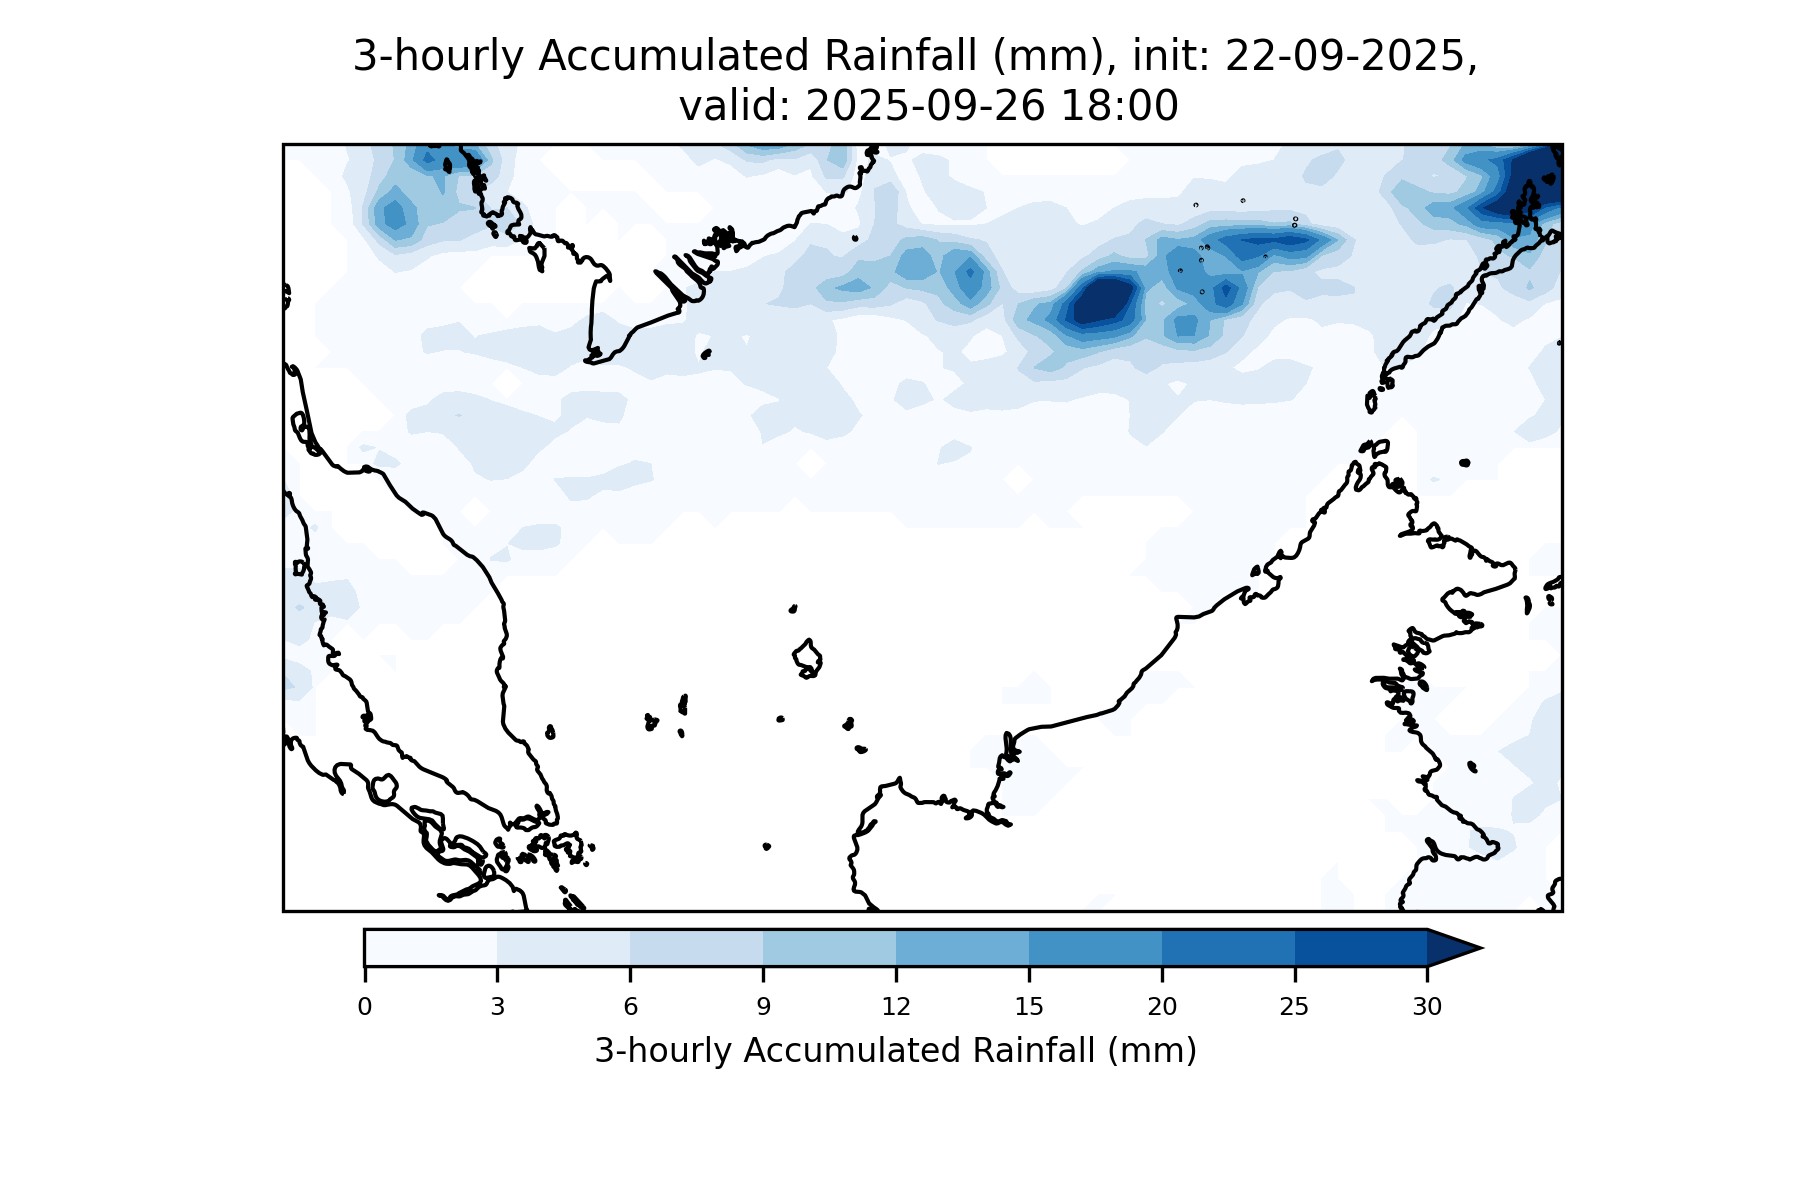 3-hourly Accumulated Rainfall (mm), init: 22-09-2025,
valid: 2025-09-26 18:00
0 3 6 9 12 15 20 25 30
3-hourly Accumulated Rainfall (mm)